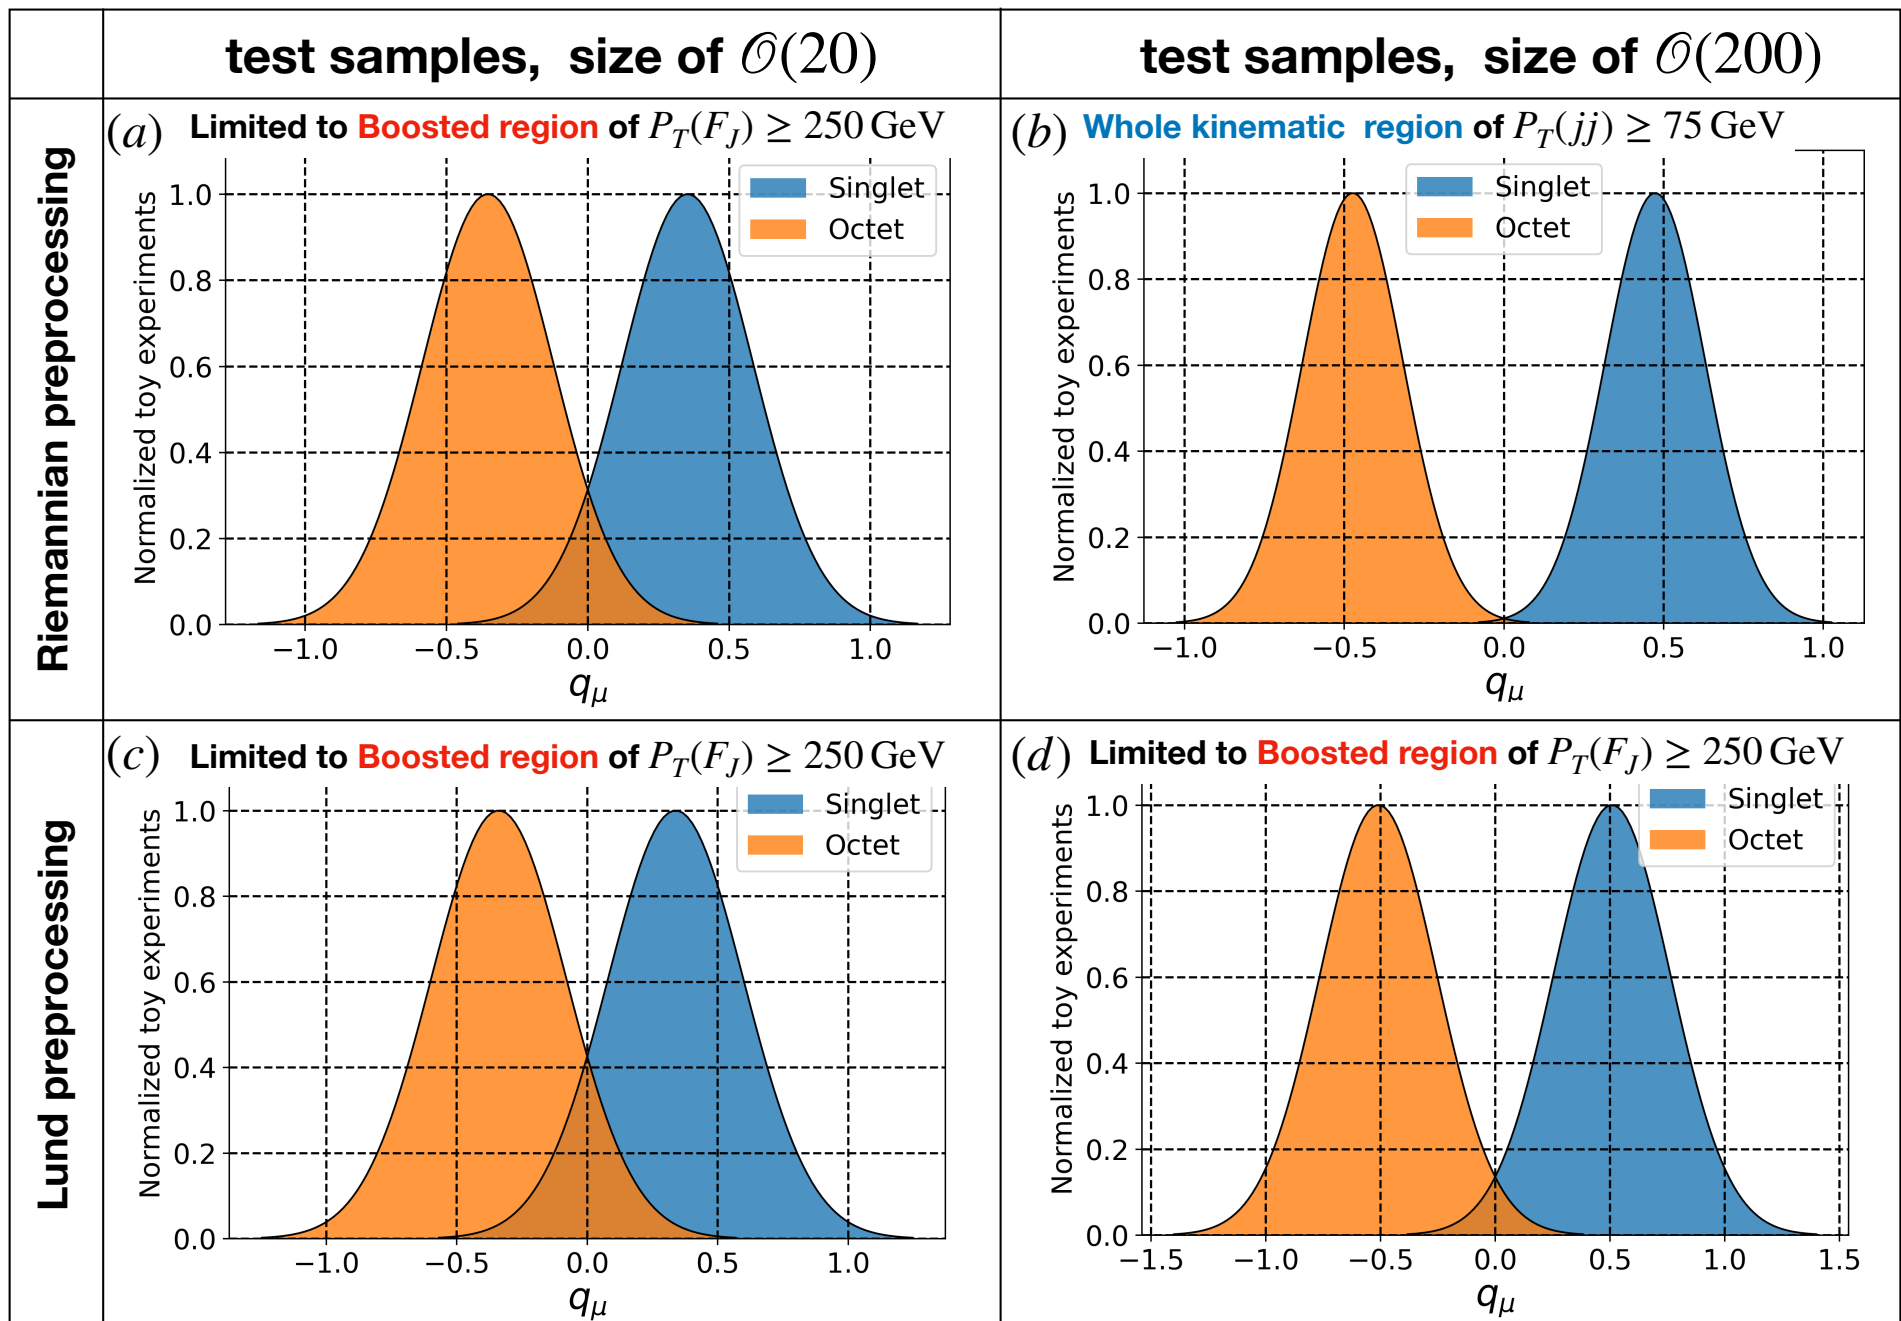 test samples, size of 𝒪(20)
test samples, size of 𝒪(200)
Riemannian preprocessing
(a) Limited to Boosted region of P_T(F_J) ≥ 250 GeV
Singlet
Octet
Normalized toy experiments
1.0
0.8
0.6
0.4
0.2
0.0
−1.0 −0.5 0.0 0.5 1.0
q_μ
(b) Whole kinematic region of P_T(jj) ≥ 75 GeV
Singlet
Octet
Normalized toy experiments
1.0
0.8
0.6
0.4
0.2
0.0
−1.0 −0.5 0.0 0.5 1.0
q_μ
Lund preprocessing
(c) Limited to Boosted region of P_T(F_J) ≥ 250 GeV
Singlet
Octet
Normalized toy experiments
1.0
0.8
0.6
0.4
0.2
0.0
−1.0 −0.5 0.0 0.5 1.0
q_μ
(d) Limited to Boosted region of P_T(F_J) ≥ 250 GeV
Singlet
Octet
Normalized toy experiments
1.0
0.8
0.6
0.4
0.2
0.0
−1.5 −1.0 −0.5 0.0 0.5 1.0 1.5
q_μ